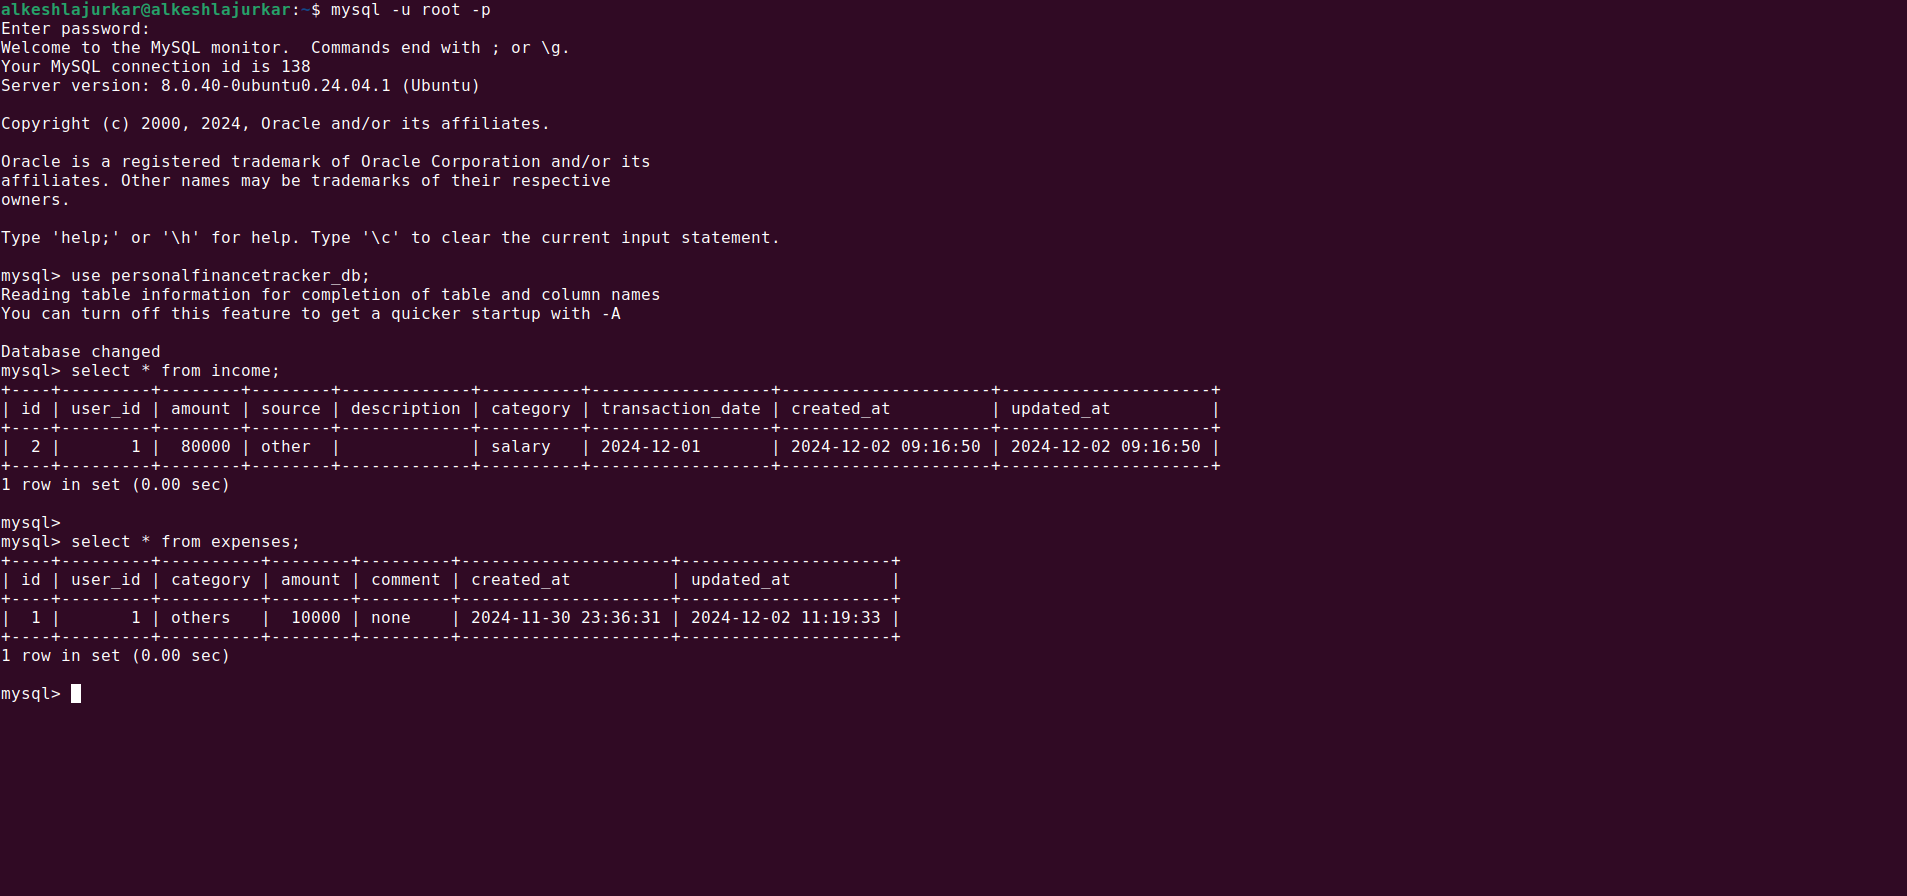 alkeshlajurkar@alkeshlajurkar:~$ mysql -u root -p
Enter password:
Welcome to the MySQL monitor.  Commands end with ; or \g.
Your MySQL connection id is 138
Server version: 8.0.40-0ubuntu0.24.04.1 (Ubuntu)

Copyright (c) 2000, 2024, Oracle and/or its affiliates.

Oracle is a registered trademark of Oracle Corporation and/or its
affiliates. Other names may be trademarks of their respective
owners.

Type 'help;' or '\h' for help. Type '\c' to clear the current input statement.

mysql> use personalfinancetracker_db;
Reading table information for completion of table and column names
You can turn off this feature to get a quicker startup with -A

Database changed
mysql> select * from income;
+----+---------+--------+--------+-------------+----------+------------------+---------------------+---------------------+
| id | user_id | amount | source | description | category | transaction_date | created_at          | updated_at          |
+----+---------+--------+--------+-------------+----------+------------------+---------------------+---------------------+
|  2 |       1 |  80000 | other  |             | salary   | 2024-12-01       | 2024-12-02 09:16:50 | 2024-12-02 09:16:50 |
+----+---------+--------+--------+-------------+----------+------------------+---------------------+---------------------+
1 row in set (0.00 sec)

mysql>
mysql> select * from expenses;
+----+---------+----------+--------+---------+---------------------+---------------------+
| id | user_id | category | amount | comment | created_at          | updated_at          |
+----+---------+----------+--------+---------+---------------------+---------------------+
|  1 |       1 | others   |  10000 | none    | 2024-11-30 23:36:31 | 2024-12-02 11:19:33 |
+----+---------+----------+--------+---------+---------------------+---------------------+
1 row in set (0.00 sec)

mysql>